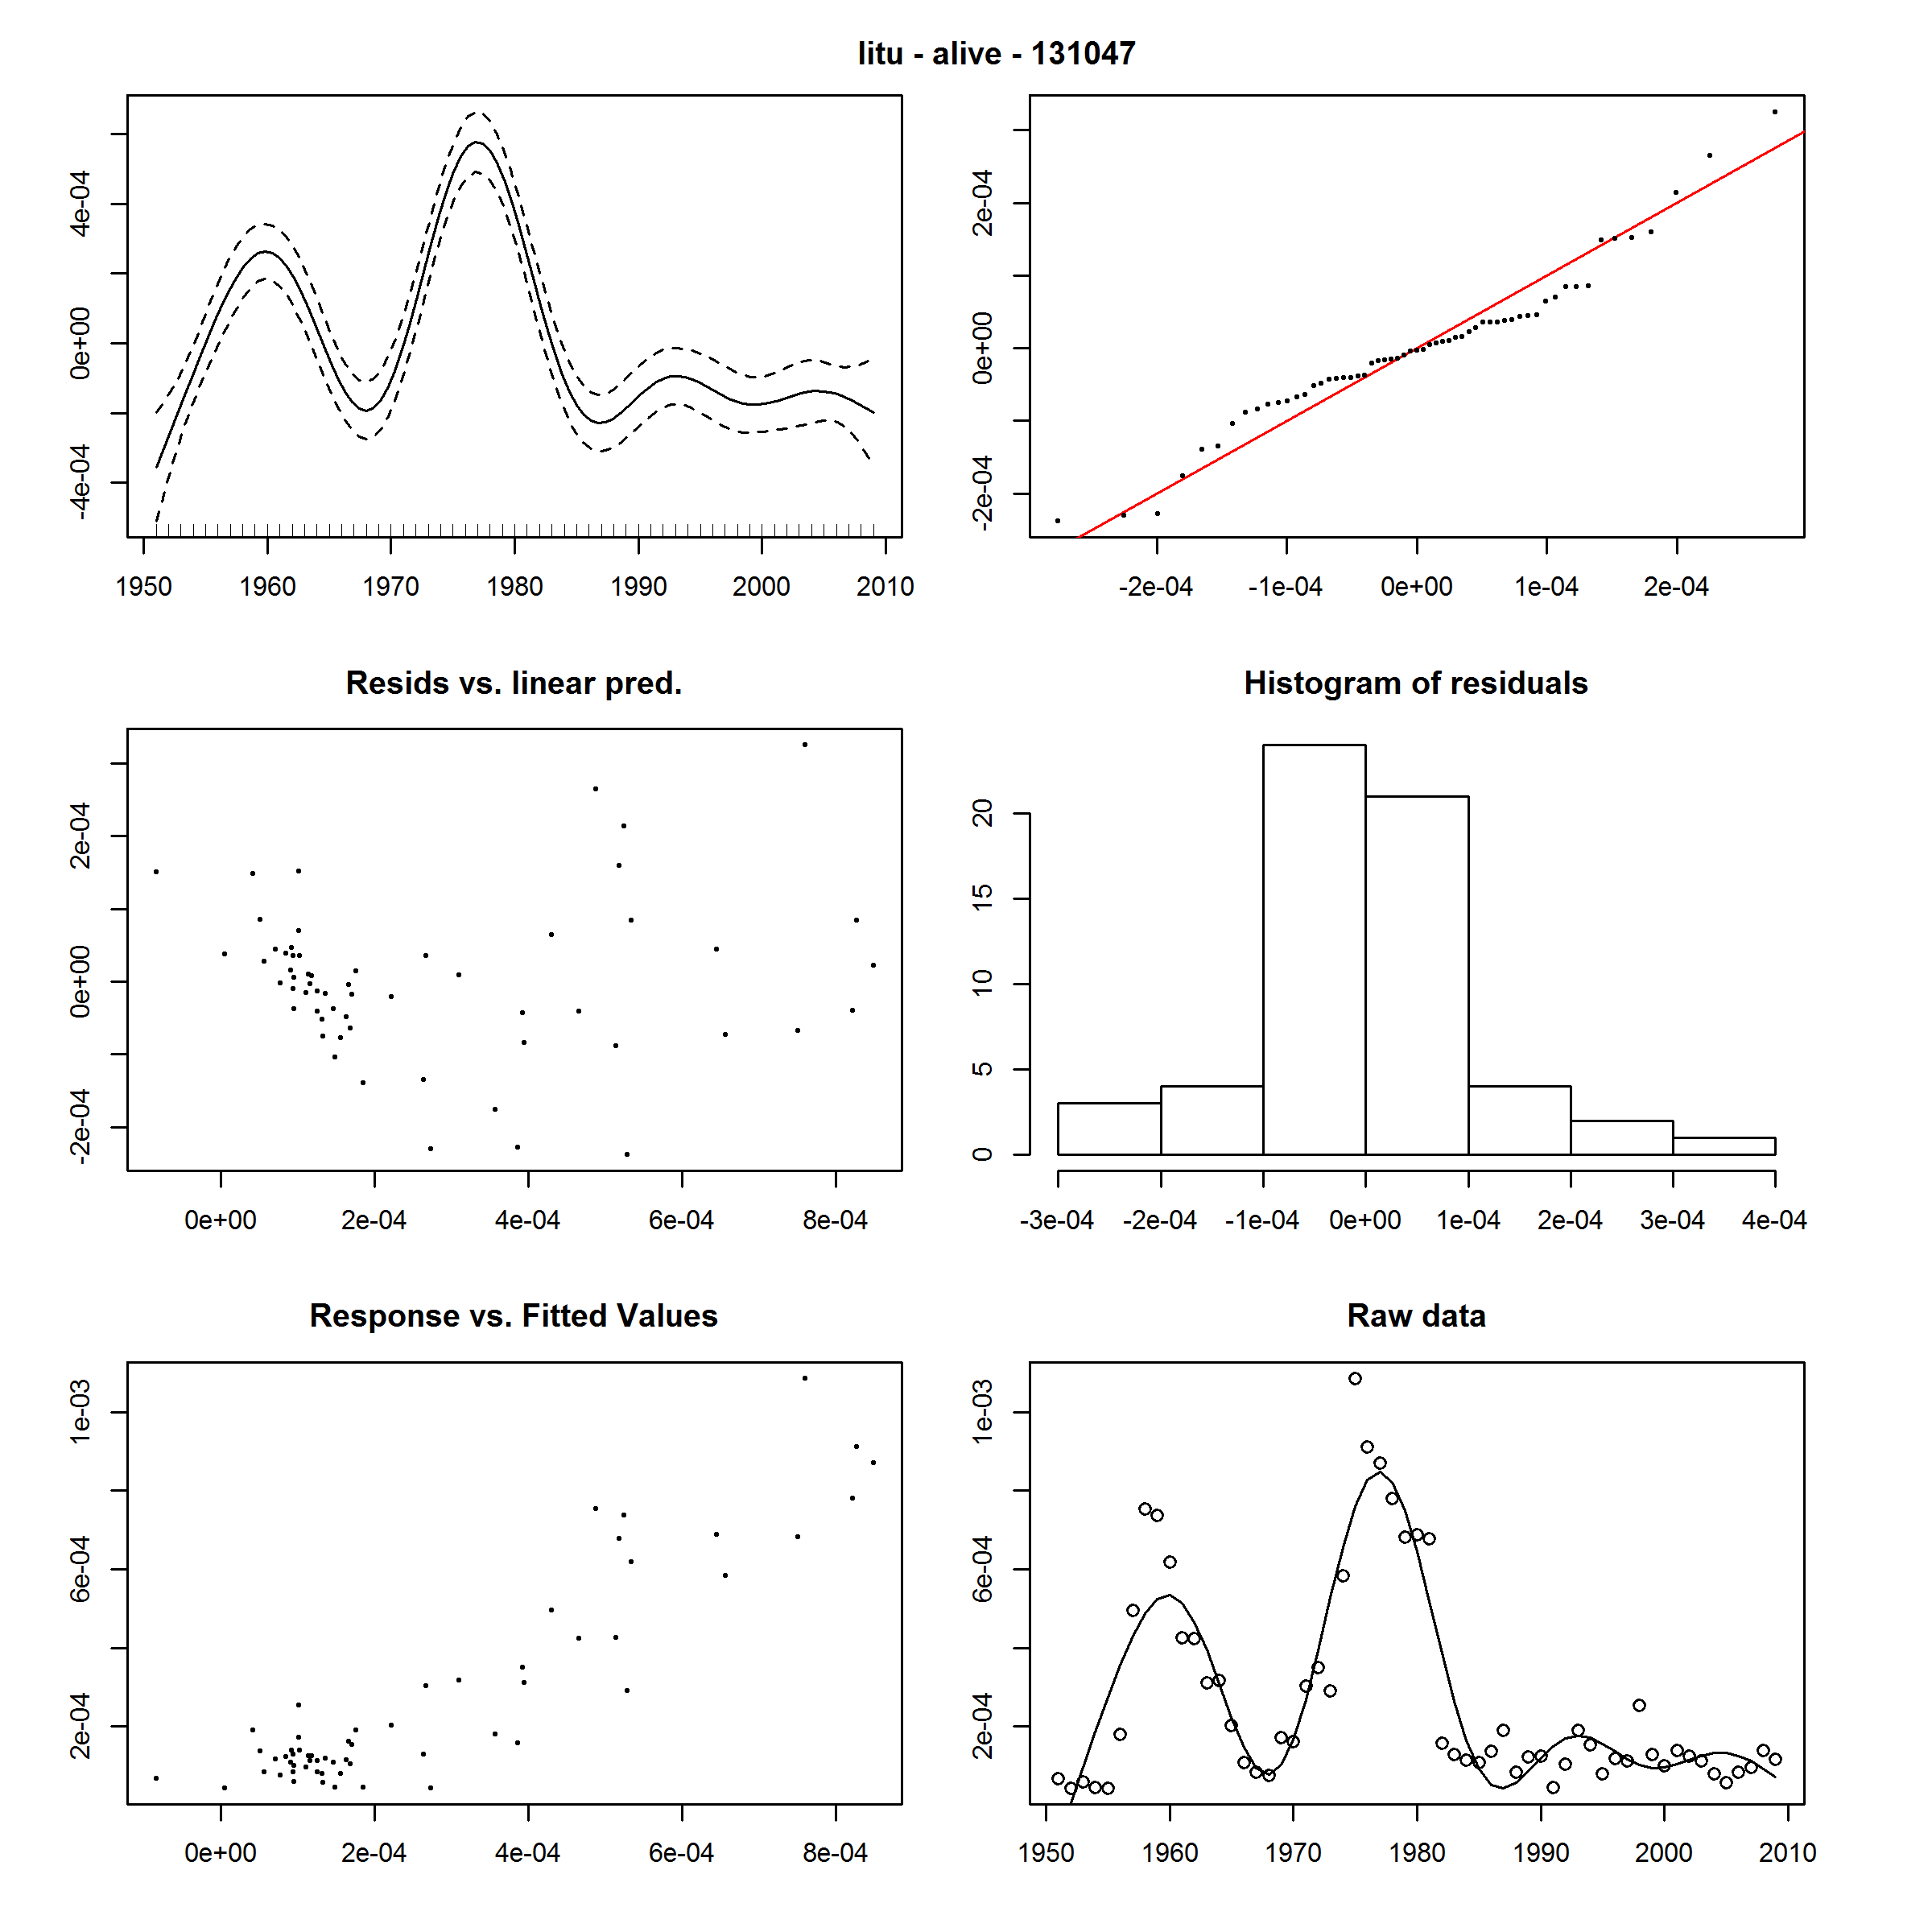 litu - alive - 131047
4e-04
0e+00
-4e-04
1950 1960 1970 1980 1990 2000 2010
2e-04
0e+00
-2e-04
-2e-04 -1e-04 0e+00 1e-04 2e-04
Resids vs. linear pred.
2e-04
0e+00
-2e-04
0e+00 2e-04 4e-04 6e-04 8e-04
Histogram of residuals
20
15
10
5
0
-3e-04 -2e-04 -1e-04 0e+00 1e-04 2e-04 3e-04 4e-04
Response vs. Fitted Values
1e-03
6e-04
2e-04
0e+00 2e-04 4e-04 6e-04 8e-04
Raw data
1e-03
6e-04
2e-04
1950 1960 1970 1980 1990 2000 2010